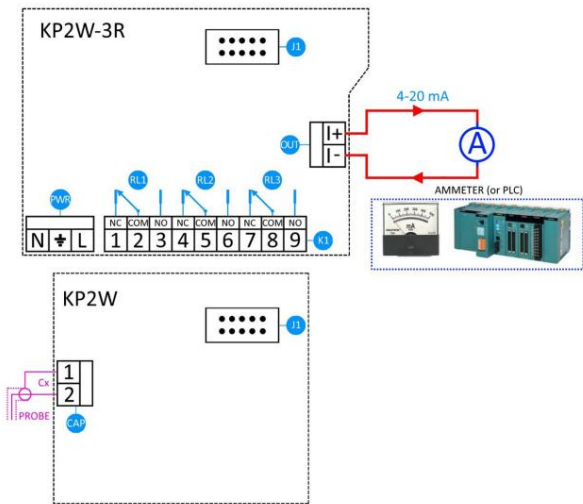 KP2W-3R
J1
4-20 mA
I+
OUT
I-
A
AMMETER (or PLC)
mA
RL1 RL2 RL3
PWR
NC COM NO NC COM NO NC COM NO
N L 1 2 3 4 5 6 7 8 9 K1
KP2W
J1
1
Cx
2
PROBE
CAP